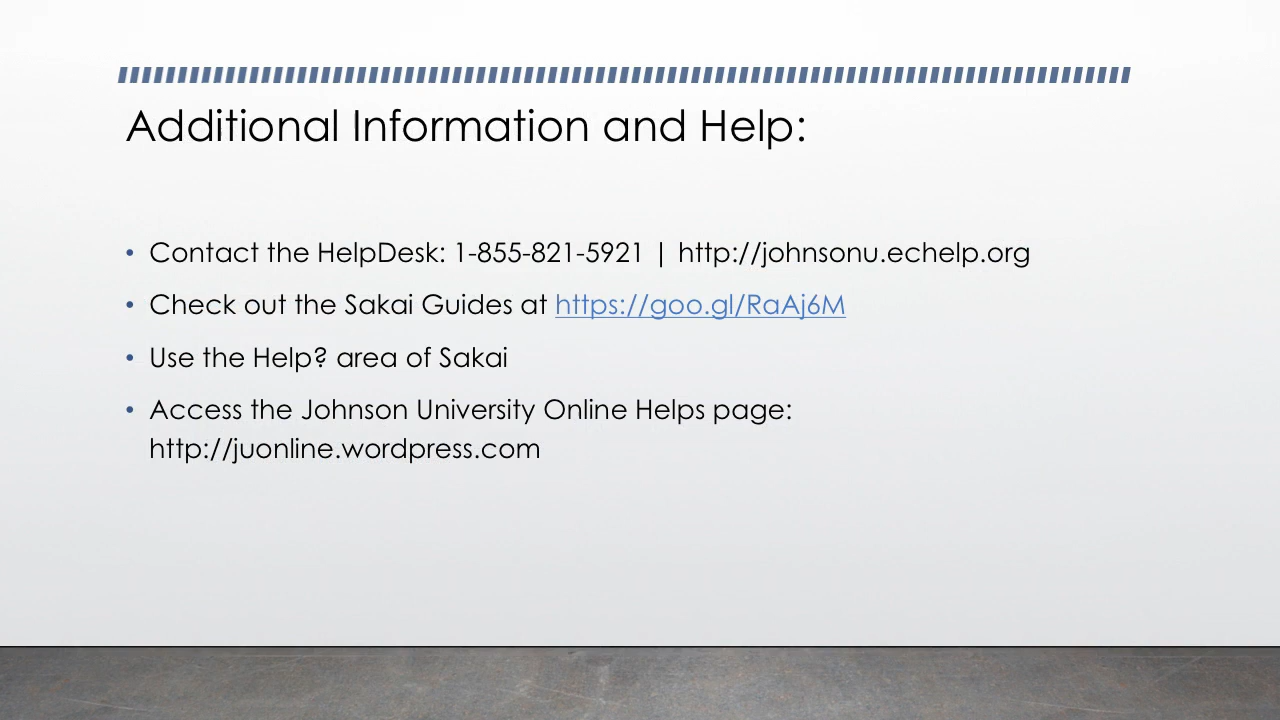 Additional Information and Help:
• Contact the HelpDesk: 1-855-821-5921 | http://johnsonu.echelp.org
• Check out the Sakai Guides at https://goo.gl/RaAj6M
• Use the Help? area of Sakai
• Access the Johnson University Online Helps page:
http://juonline.wordpress.com